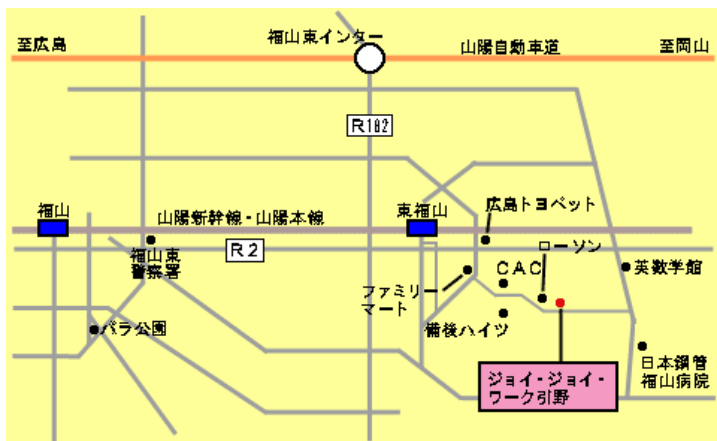 至広島
福山東インター
山陽自動車道
至岡山
R182
福山
山陽新幹線・山陽本線
東福山
広島トヨペット
福山東
警察署
R2
ローソン
CAC
英数学館
ファミリー
マート
バラ公園
備後ハイツ
日本鋼管
福山病院
ジョイ・ジョイ・
ワーク引野